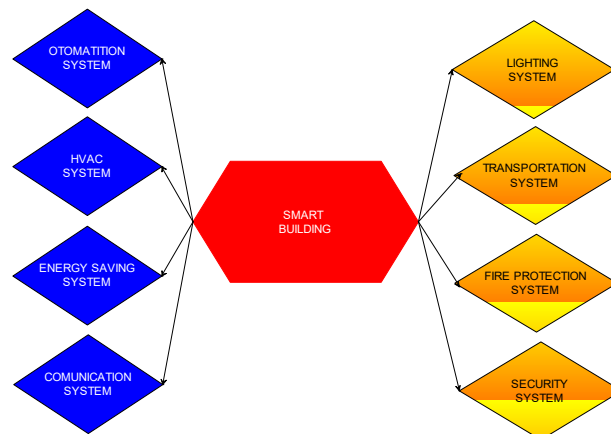 OTOMATITION
SYSTEM
HVAC
SYSTEM
ENERGY SAVING
SYSTEM
COMUNICATION
SYSTEM
SMART
BUILDING
LIGHTING
SYSTEM
TRANSPORTATION
SYSTEM
FIRE PROTECTION
SYSTEM
SECURITY
SYSTEM